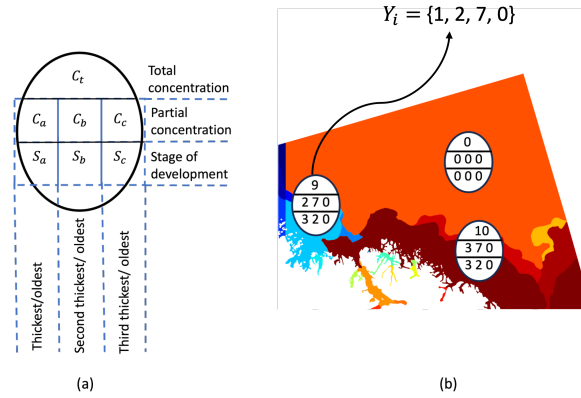 C_t
Total concentration
C_a C_b C_c
Partial concentration
S_a S_b S_c
Stage of development
Thickest/oldest
Second thickest/ oldest
Third thickest/ oldest
(a)
Y_i = {1, 2, 7, 0}
0
0 0 0
0 0 0
9
2 7 0
3 2 0
10
3 7 0
3 2 0
(b)